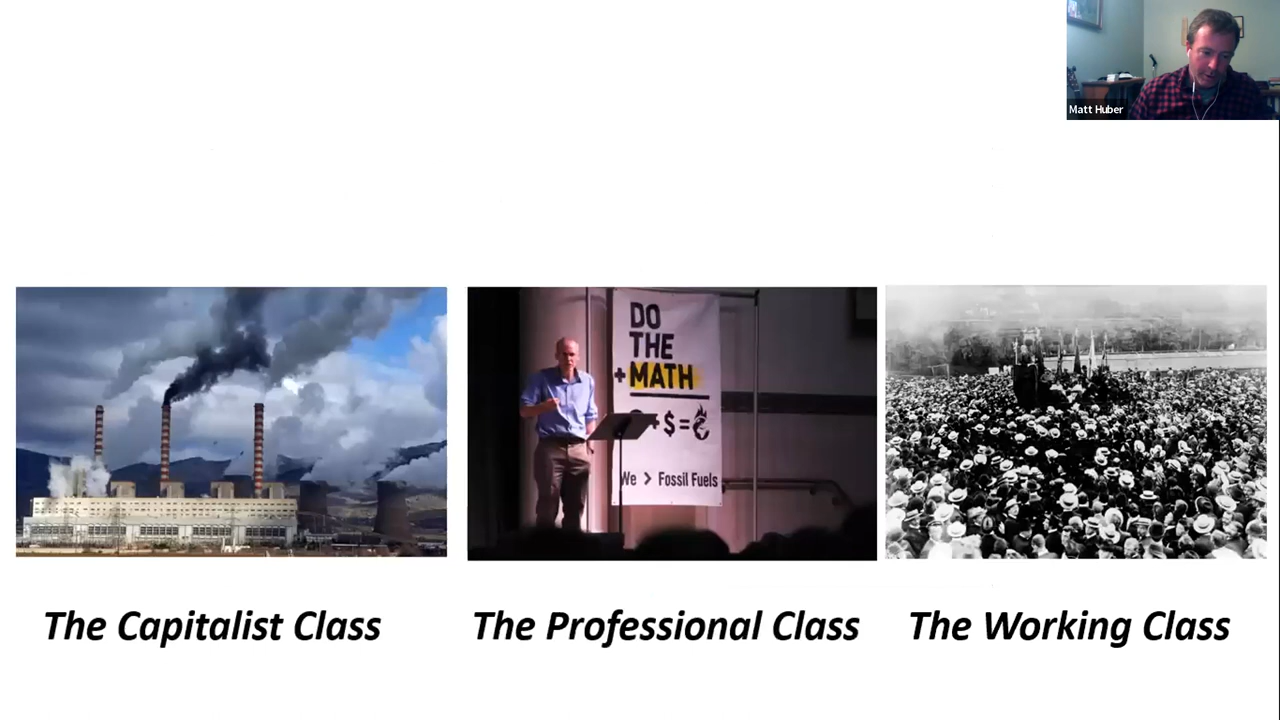 Matt Huber
DO
THE
+MATH
+$=
We > Fossil Fuels
The Capitalist Class
The Professional Class
The Working Class